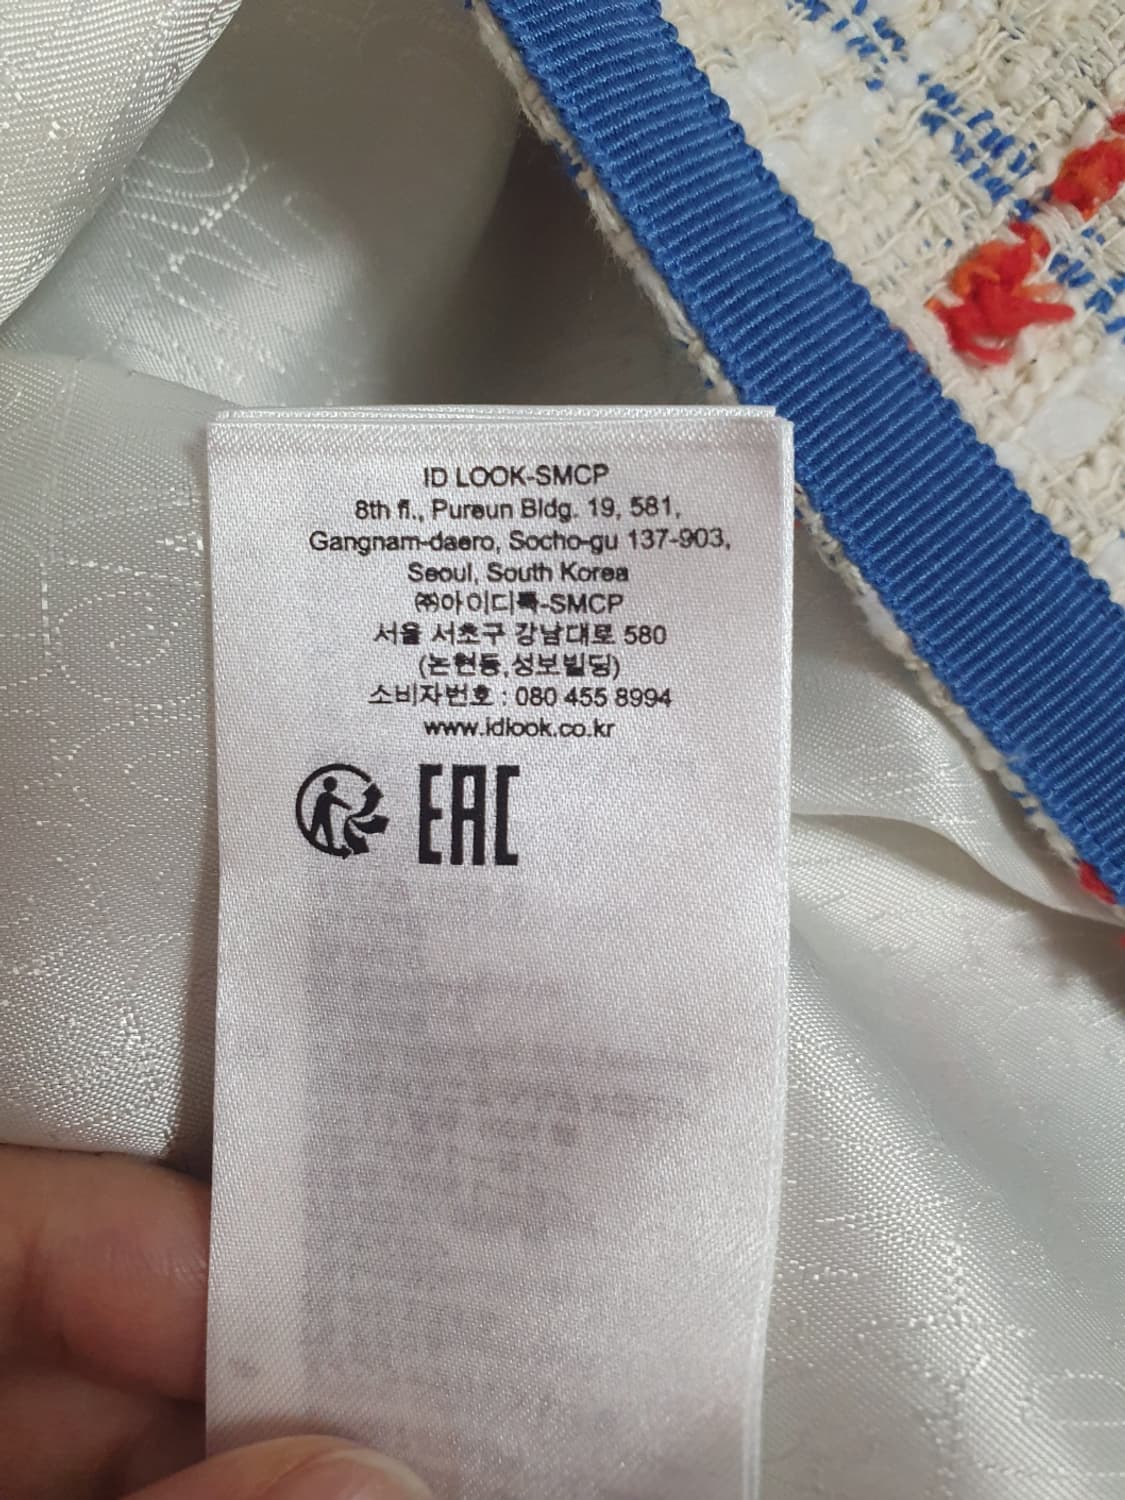 ID LOOK-SMCP
8th fl., Pureun Bldg. 19, 581,
Gangnam-daero, Socho-gu 137-903,
Seoul, South Korea
㈜아이디룩-SMCP
서울 서초구 강남대로 580
(논현동,성보빌딩)
소비자번호 : 080 455 8994
www.idlook.co.kr
EAC